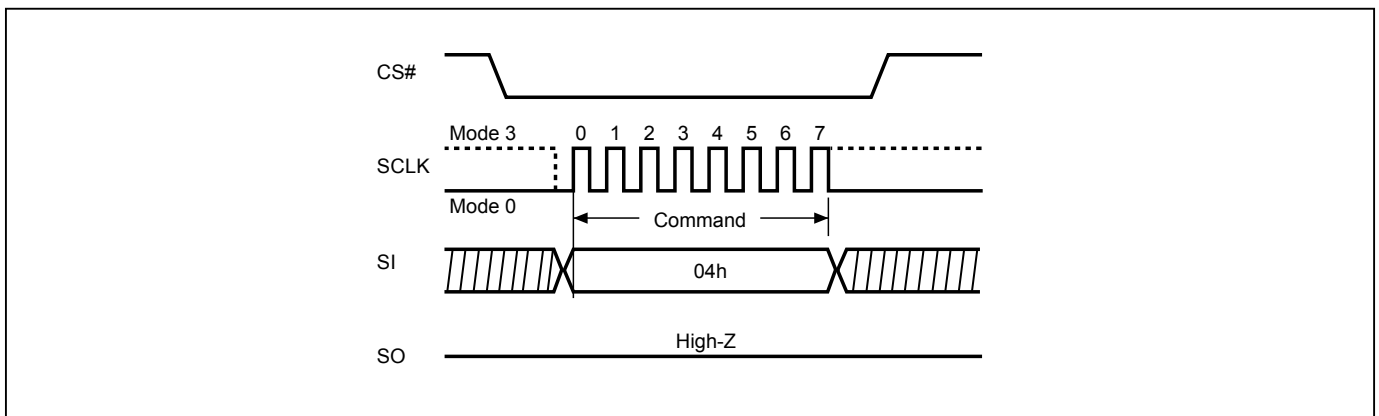 CS#
Mode 3 0 1 2 3 4 5 6 7
SCLK
Mode 0
Command
SI
04h
High-Z
SO